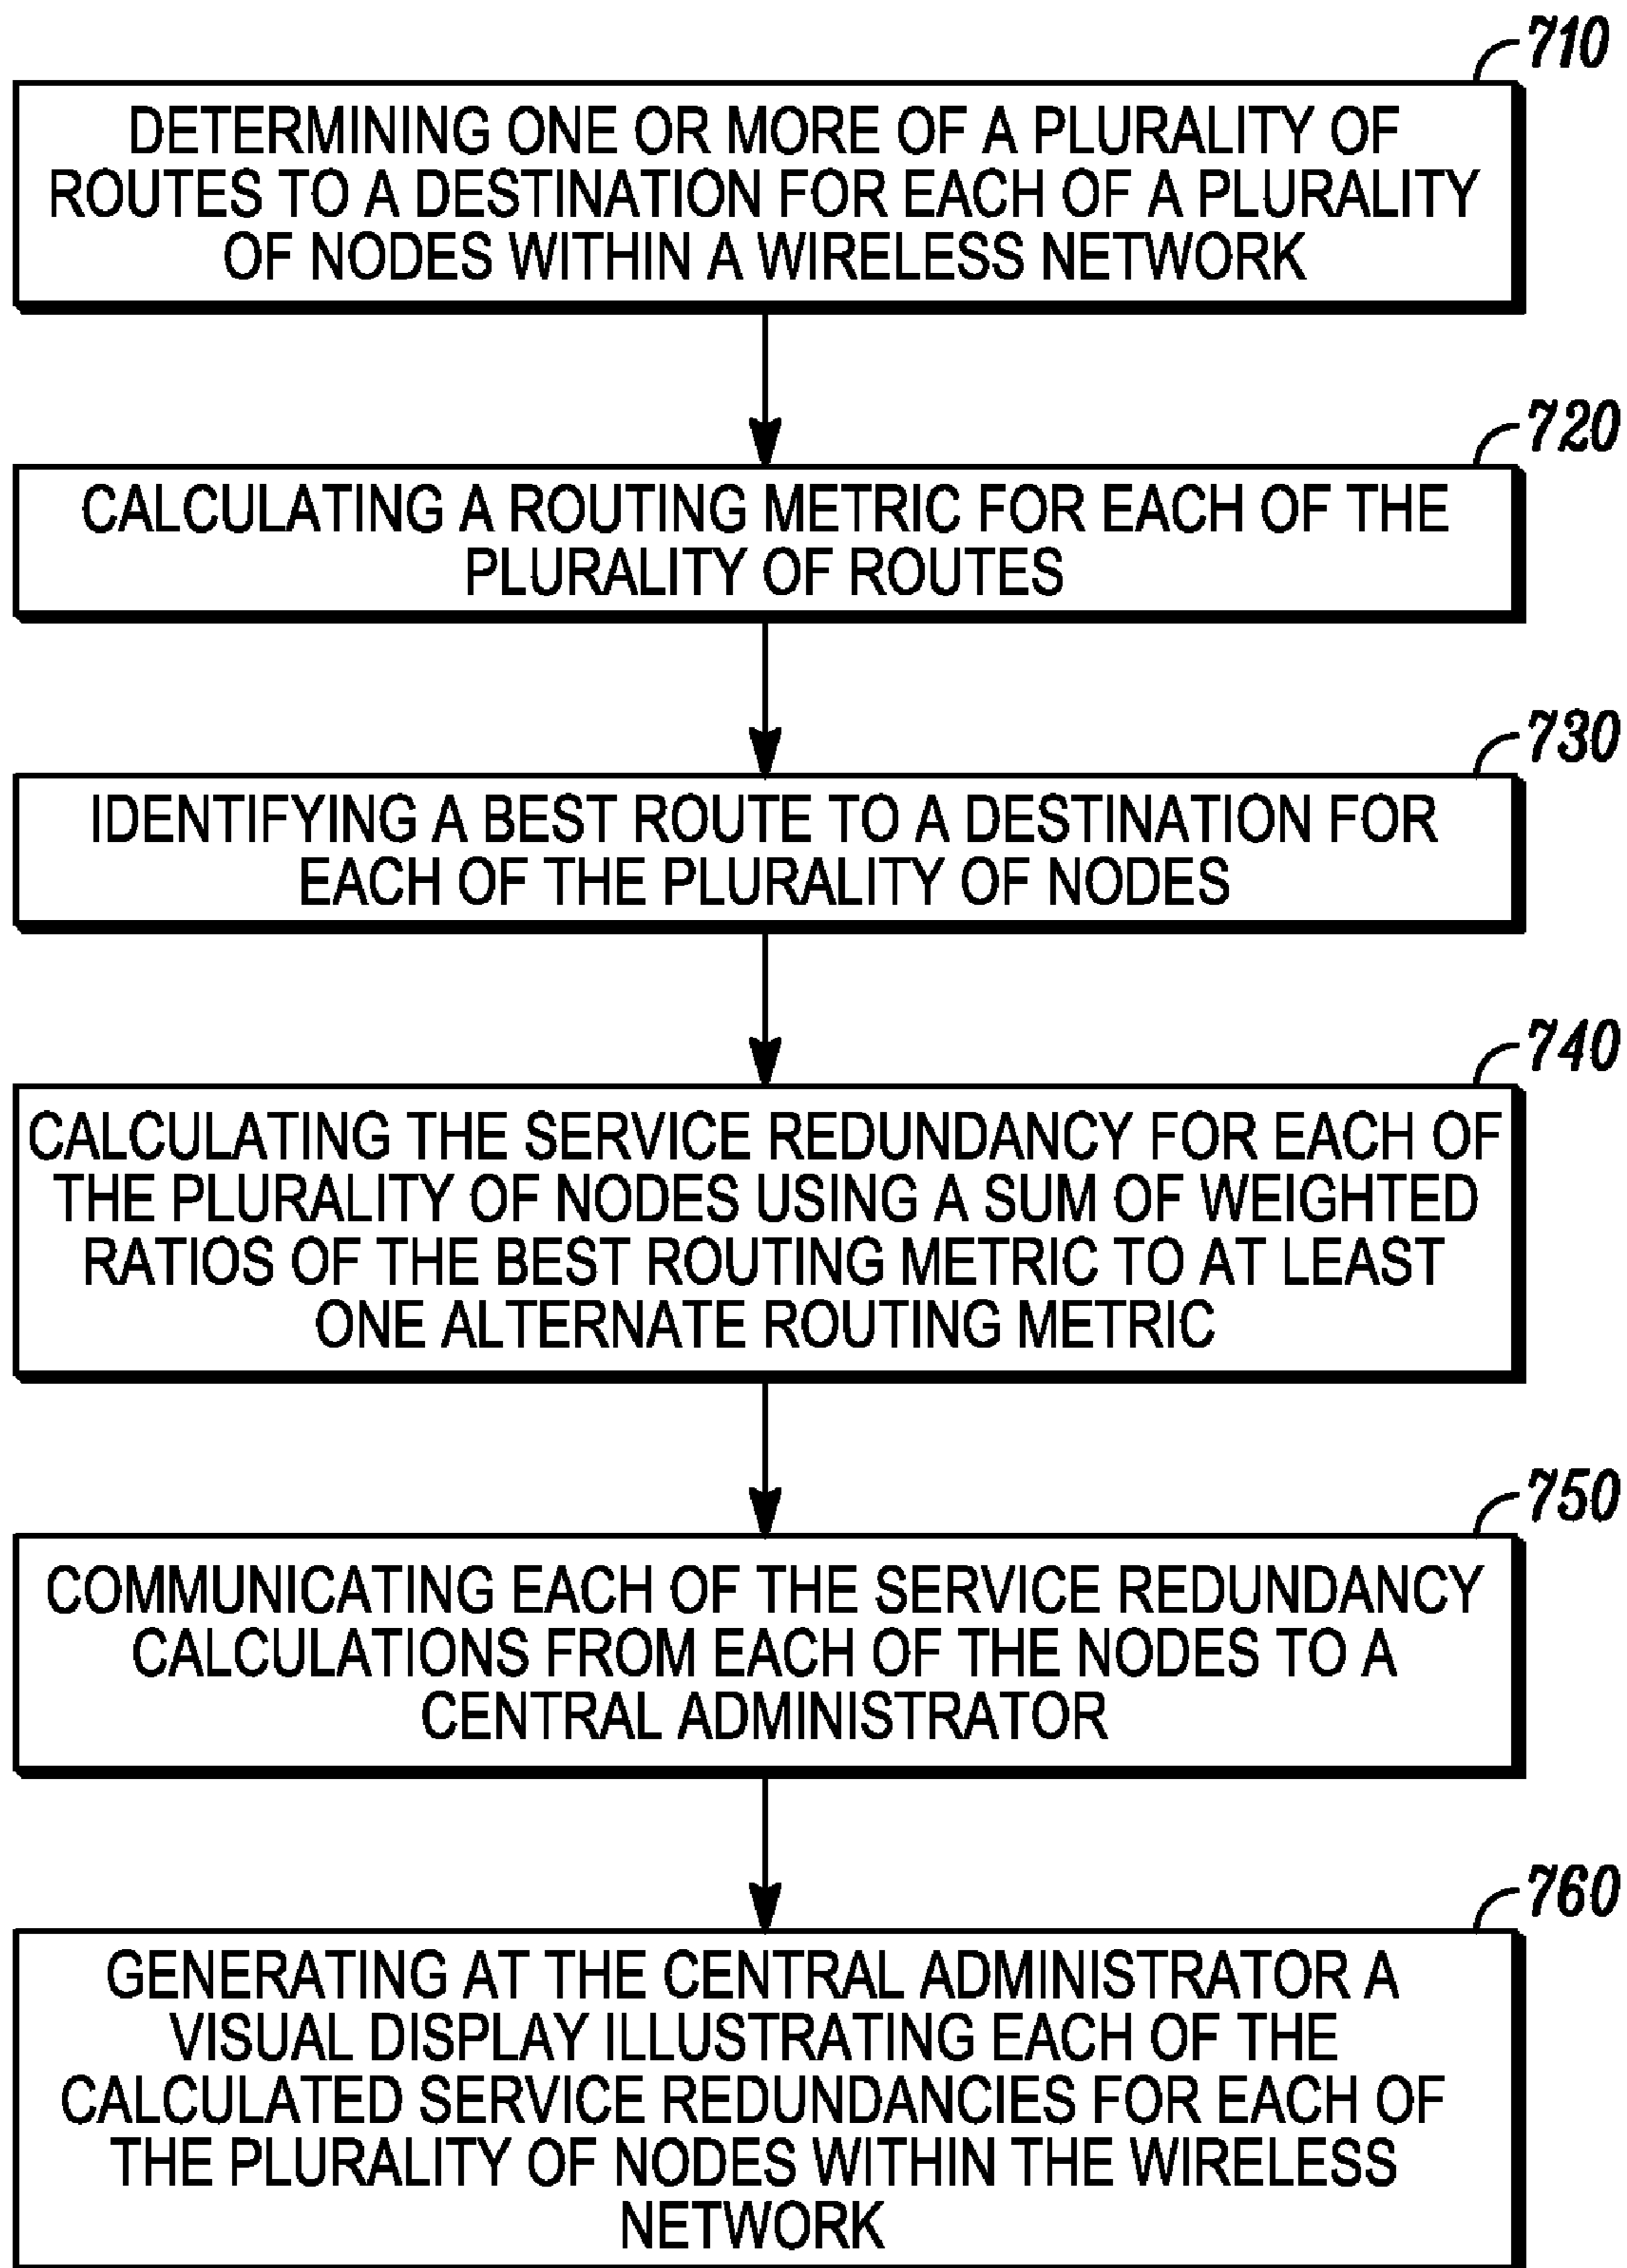 710
DETERMINING ONE OR MORE OF A PLURALITY OF
ROUTES TO A DESTINATION FOR EACH OF A PLURALITY
OF NODES WITHIN A WIRELESS NETWORK
720
CALCULATING A ROUTING METRIC FOR EACH OF THE
PLURALITY OF ROUTES
730
IDENTIFYING A BEST ROUTE TO A DESTINATION FOR
EACH OF THE PLURALITY OF NODES
740
CALCULATING THE SERVICE REDUNDANCY FOR EACH OF
THE PLURALITY OF NODES USING A SUM OF WEIGHTED
RATIOS OF THE BEST ROUTING METRIC TO AT LEAST
ONE ALTERNATE ROUTING METRIC
750
COMMUNICATING EACH OF THE SERVICE REDUNDANCY
CALCULATIONS FROM EACH OF THE NODES TO A
CENTRAL ADMINISTRATOR
760
GENERATING AT THE CENTRAL ADMINISTRATOR A
VISUAL DISPLAY ILLUSTRATING EACH OF THE
CALCULATED SERVICE REDUNDANCIES FOR EACH OF
THE PLURALITY OF NODES WITHIN THE WIRELESS
NETWORK